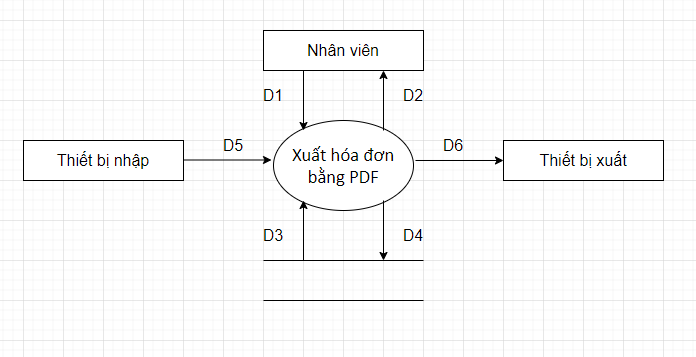 Nhân viên
D1
D2
Thiết bị nhập
D5
Xuất hóa đơn
bằng PDF
D6
Thiết bị xuất
D3
D4